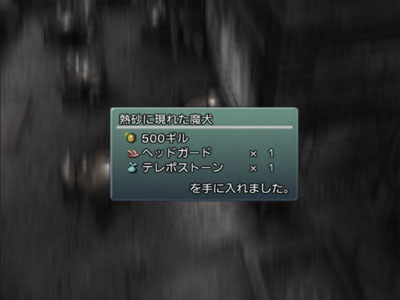 熱砂に現れた魔犬
500ギル
ヘッドガード × 1
テレポストーン × 1
を手に入れました。